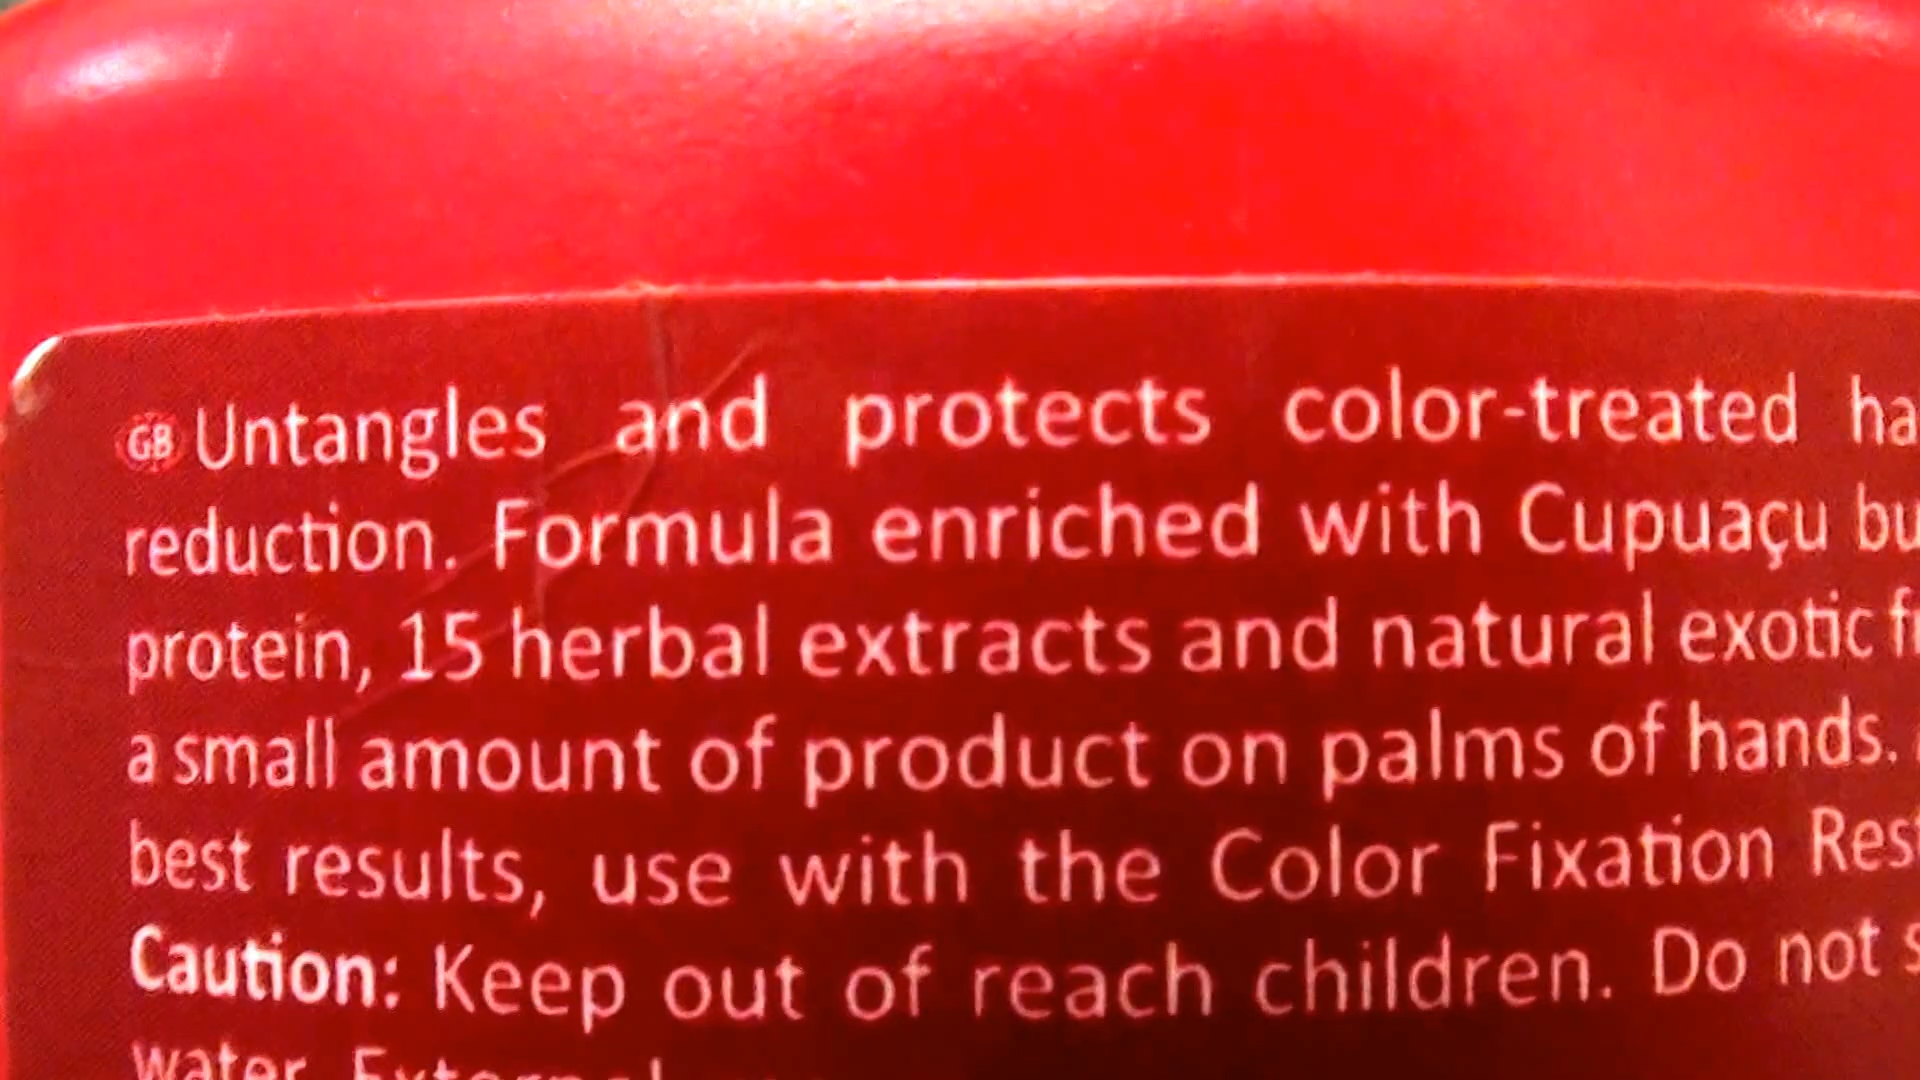 GB Untangles and protects color-treated
reduction. Formula enriched with Cupuaçu
protein, 15 herbal extracts and natural exotic
a small amount of product on palms of hands.
best results, use with the Color Fixation
Caution: Keep out of reach children. Do not
water. External